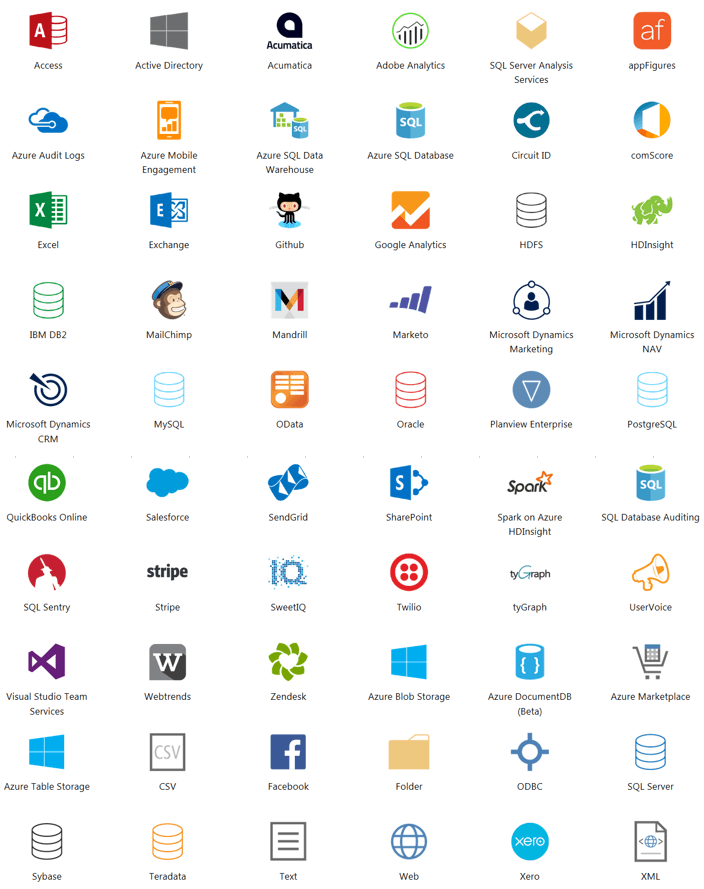 A
Acumatica
af
Access
Active Directory
Acumatica
Adobe Analytics
SQL Server Analysis
Services
appFigures
SQL
SQL
Azure Audit Logs
Azure Mobile
Engagement
Azure SQL Data
Warehouse
Azure SQL Database
Circuit ID
comScore
X
E
Excel
Exchange
Github
Google Analytics
HDFS
HDInsight
M
IBM DB2
MailChimp
Mandrill
Marketo
Microsoft Dynamics
Marketing
Microsoft Dynamics
NAV
Microsoft Dynamics
CRM
MySQL
OData
Oracle
Planview Enterprise
PostgreSQL
qb
S
Spark
SQL
QuickBooks Online
Salesforce
SendGrid
SharePoint
Spark on Azure
HDInsight
SQL Database Auditing
stripe
IQ
tyGraph
SQL Sentry
Stripe
SweetIQ
Twilio
tyGraph
UserVoice
W
{ }
Visual Studio Team
Services
Webtrends
Zendesk
Azure Blob Storage
Azure DocumentDB
(Beta)
Azure Marketplace
CSV
f
Azure Table Storage
CSV
Facebook
Folder
ODBC
SQL Server
xero
Sybase
Teradata
Text
Web
Xero
XML